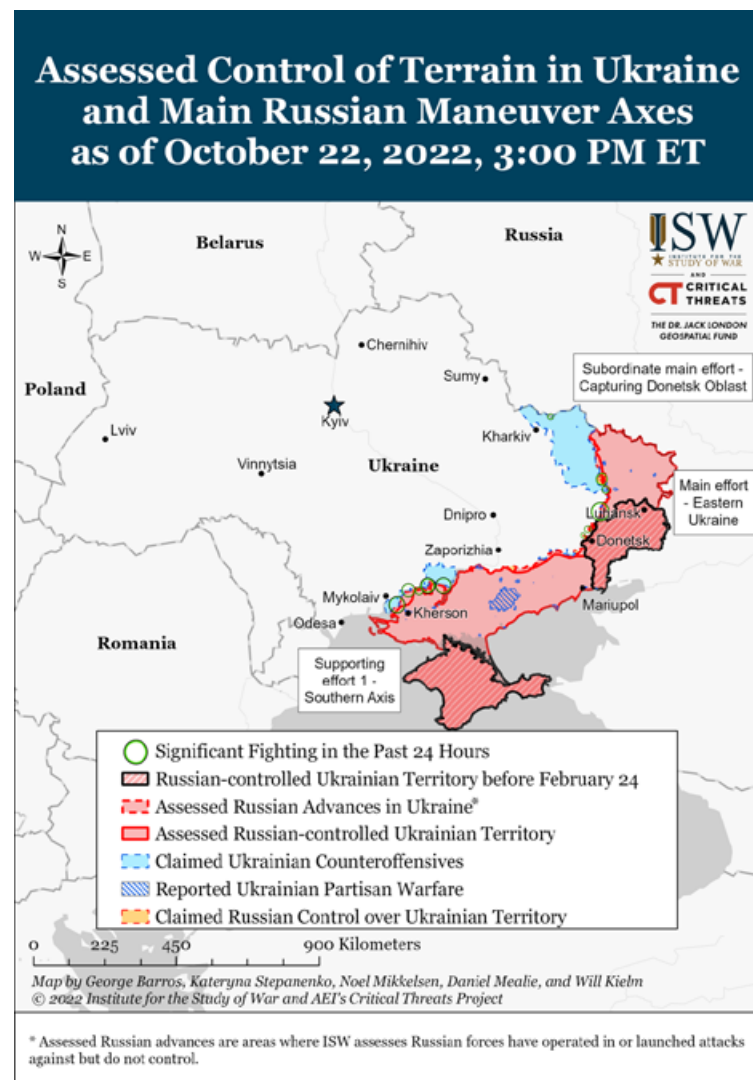 Assessed Control of Terrain in Ukraine
and Main Russian Maneuver Axes
as of October 22, 2022, 3:00 PM ET
N
W E
S
Belarus
Russia
ISW
INSTITUTE FOR THE
STUDY OF WAR
AND
CT CRITICAL
THREATS
THE DR. JACK LONDON
GEOSPATIAL FUND
Chernihiv
Sumy
Subordinate main effort -
Capturing Donetsk Oblast
Poland
Kyiv
Lviv
Kharkiv
Vinnytsia
Ukraine
Main effort
- Eastern
Ukraine
Luhansk
Dnipro
Donetsk
Zaporizhia
Mykolaiv
Mariupol
Kherson
Odesa
Romania
Supporting
effort 1 -
Southern Axis
Significant Fighting in the Past 24 Hours
Russian-controlled Ukrainian Territory before February 24
Assessed Russian Advances in Ukraine*
Assessed Russian-controlled Ukrainian Territory
Claimed Ukrainian Counteroffensives
Reported Ukrainian Partisan Warfare
Claimed Russian Control over Ukrainian Territory
0 225 450 900 Kilometers
Map by George Barros, Kateryna Stepanenko, Noel Mikkelsen, Daniel Mealie, and Will Kielm
© 2022 Institute for the Study of War and AEI's Critical Threats Project
* Assessed Russian advances are areas where ISW assesses Russian forces have operated in or launched attacks
against but do not control.